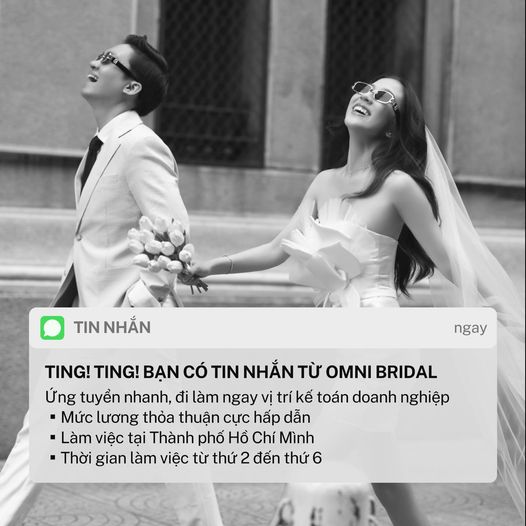 TIN NHẮN
ngay
TING! TING! BẠN CÓ TIN NHẮN TỪ OMNI BRIDAL
Ứng tuyển nhanh, đi làm ngay vị trí kế toán doanh nghiệp
▪ Mức lương thỏa thuận cực hấp dẫn
▪ Làm việc tại Thành phố Hồ Chí Mình
▪ Thời gian làm việc từ thứ 2 đến thứ 6